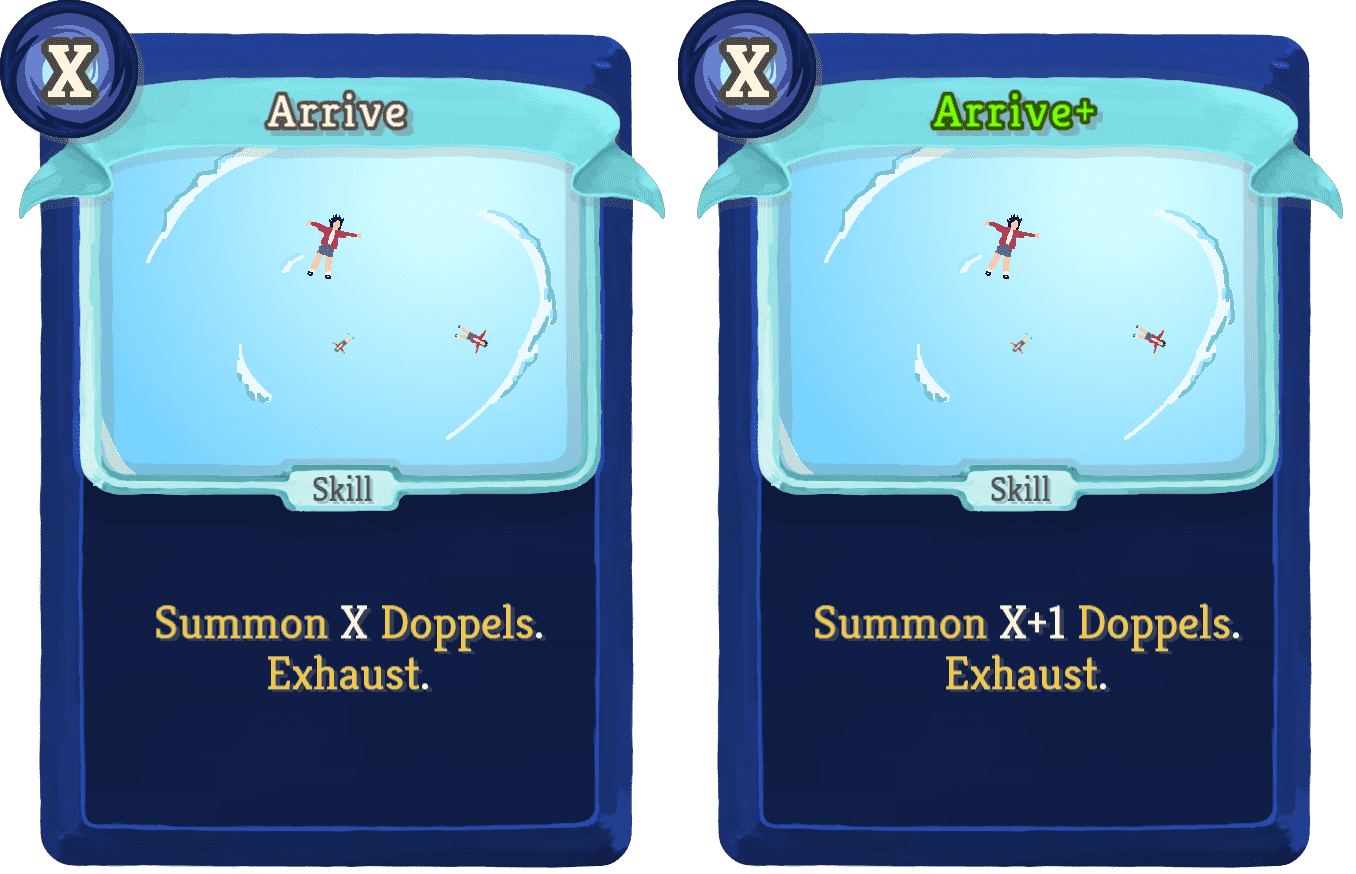 X
Arrive
Skill
Summon X Doppels.
Exhaust.
X
Arrive+
Skill
Summon X+1 Doppels.
Exhaust.